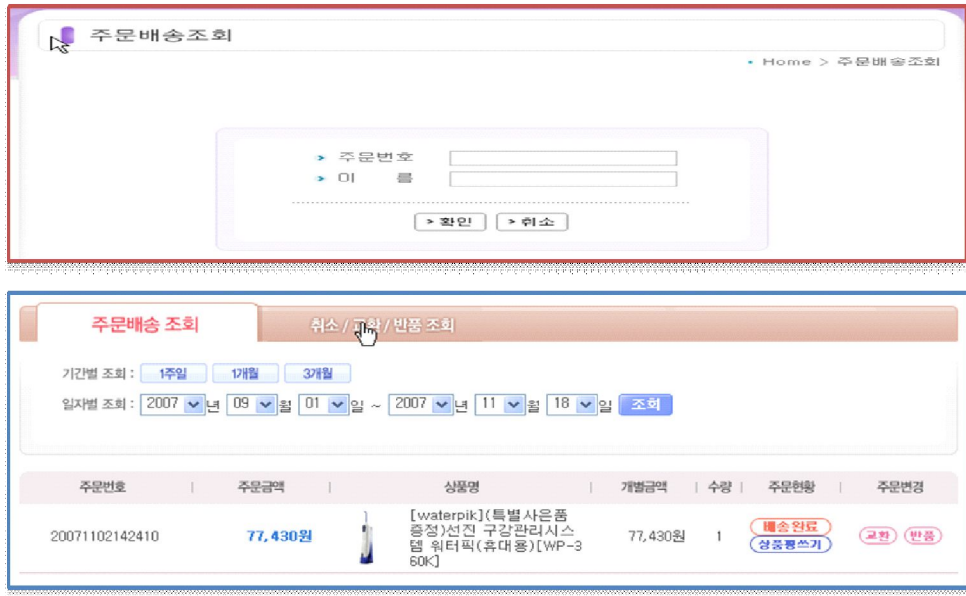 주문배송조회
• Home > 주문배송조회
> 주문번호
> 이 름
> 확인 > 취소
주문배송 조회 취소 / 교환 / 반품 조회
기간별 조회 : 1주일 1개월 3개월
일자별 조회 : 2007 년 09 월 01 일 ~ 2007 년 11 월 18 일 조회
주문번호 | 주문금액 | 상품명 | 개별금액 | 수량 | 주문현황 | 주문변경
[waterpik](특별사은품
증정)선진 구강관리시스
템 워터픽(휴대용)[WP-3
60K]
20071102142410 77,430원 77,430원 1 배송완료 교환 반품
상품평쓰기